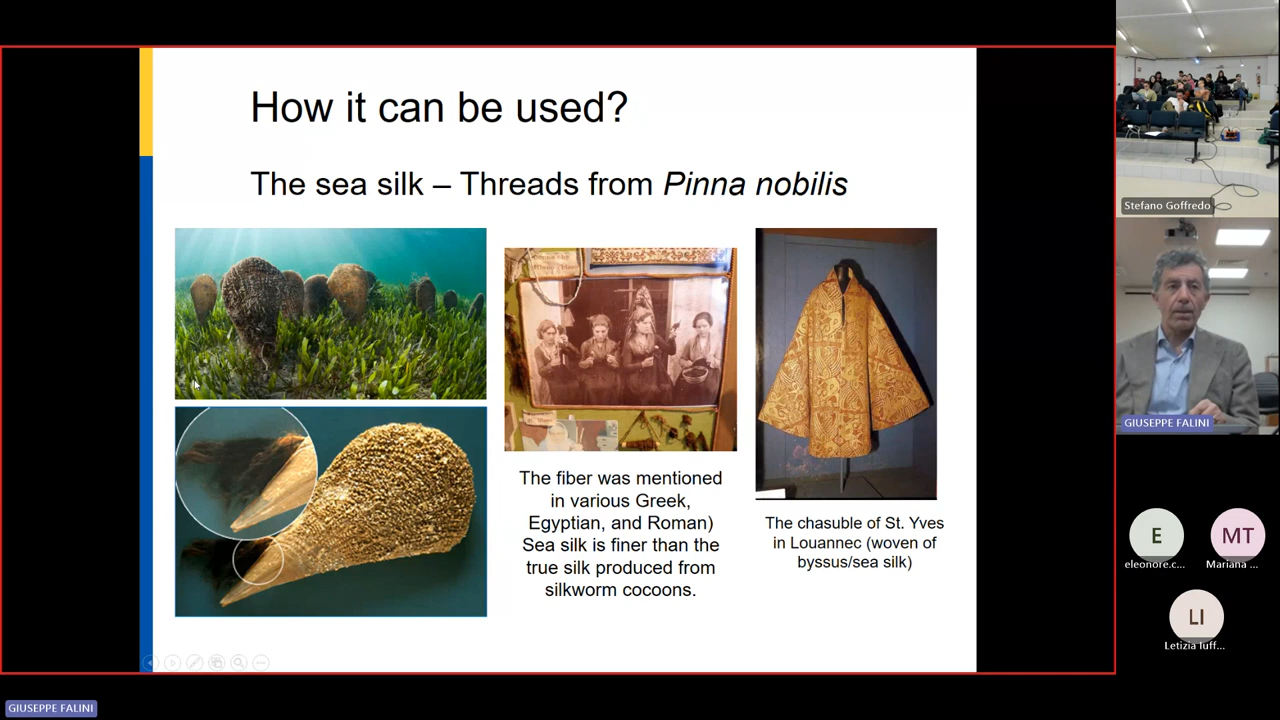 How it can be used?
The sea silk – Threads from Pinna nobilis
The fiber was mentioned
in various Greek,
Egyptian, and Roman)
Sea silk is finer than the
true silk produced from
silkworm cocoons.
The chasuble of St. Yves
in Louannec (woven of
byssus/sea silk)
Stefano Goffredo
GIUSEPPE FALINI
E
eleonore.c...
MT
Mariana ...
LI
Letizia Iuff...
GIUSEPPE FALINI